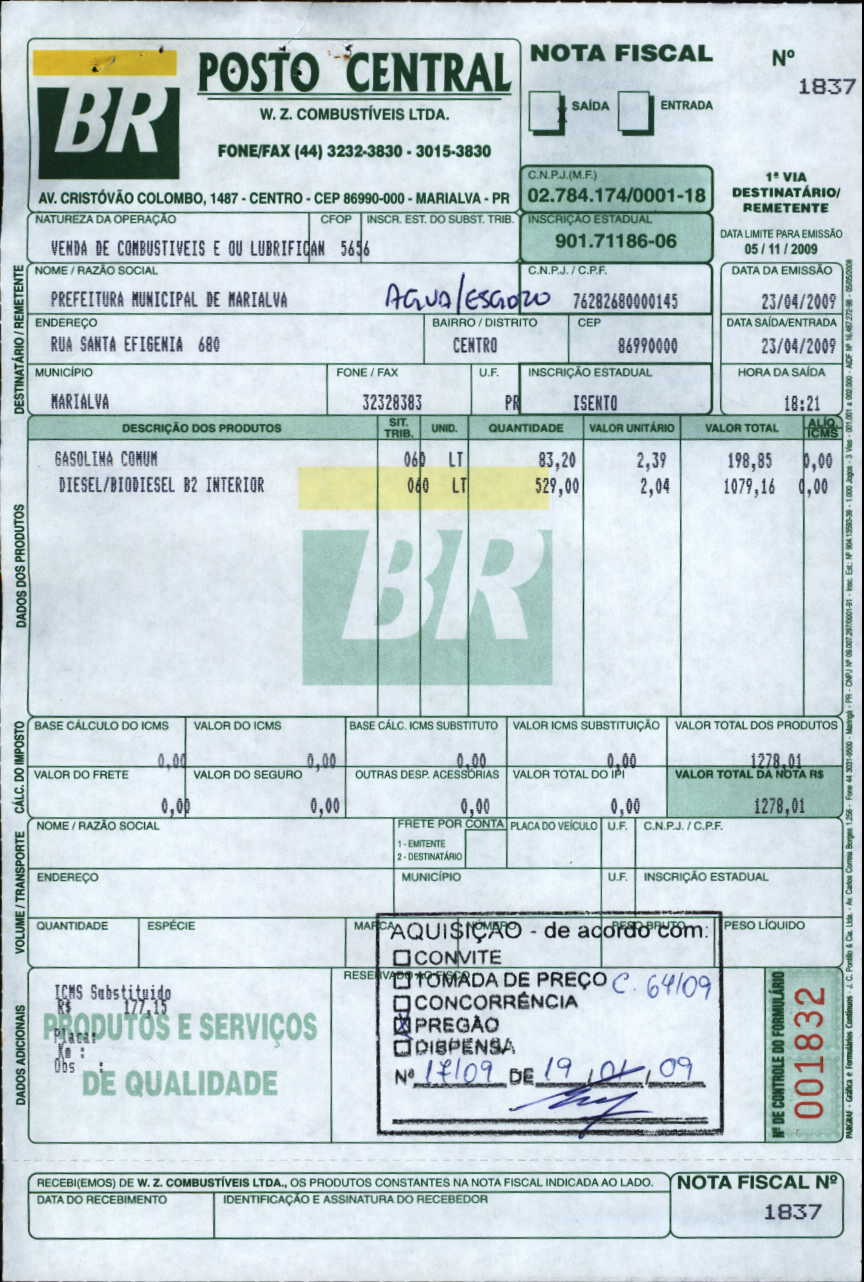 BR
POSTO CENTRAL
W. Z. COMBUSTÍVEIS LTDA.
FONE/FAX (44) 3232-3830 - 3015-3830
AV. CRISTÓVÃO COLOMBO, 1487 - CENTRO - CEP 86990-000 - MARIALVA - PR
NOTA FISCAL Nº
1837
X SAÍDA ENTRADA
C.N.P.J.(M.F.)
02.784.174/0001-18
1ª VIA
DESTINATÁRIO/
REMETENTE
NATUREZA DA OPERAÇÃO CFOP INSCR. EST. DO SUBST. TRIB. INSCRIÇÃO ESTADUAL
VENDA DE COMBUSTIVEIS E OU LUBRIFICAN 5656 901.71186-06
DATA LIMITE PARA EMISSÃO
05 / 11 / 2009
DESTINATÁRIO / REMETENTE
NOME / RAZÃO SOCIAL C.N.P.J. / C.P.F. DATA DA EMISSÃO
PREFEITURA MUNICIPAL DE MARIALVA AGUA/ESGOTO 76282680000145 23/04/2009
ENDEREÇO BAIRRO / DISTRITO CEP DATA SAÍDA/ENTRADA
RUA SANTA EFIGENIA 680 CENTRO 86990000 23/04/2009
MUNICÍPIO FONE / FAX U.F. INSCRIÇÃO ESTADUAL HORA DA SAÍDA
MARIALVA 32328383 PR ISENTO 18:21
DADOS DOS PRODUTOS
DESCRIÇÃO DOS PRODUTOS SIT. TRIB. UNID. QUANTIDADE VALOR UNITÁRIO VALOR TOTAL ALÍQ. ICMS
GASOLINA COMUM 060 LT 83,20 2,39 198,85 0,00
DIESEL/BIODIESEL B2 INTERIOR 060 LT 529,00 2,04 1079,16 0,00
BR
CÁLC. DO IMPOSTO
BASE CÁLCULO DO ICMS VALOR DO ICMS BASE CÁLC. ICMS SUBSTITUTO VALOR ICMS SUBSTITUIÇÃO VALOR TOTAL DOS PRODUTOS
0,00 0,00 0,00 0,00 1278,01
VALOR DO FRETE VALOR DO SEGURO OUTRAS DESP. ACESSÓRIAS VALOR TOTAL DO IPI VALOR TOTAL DA NOTA R$
0,00 0,00 0,00 0,00 1278,01
VOLUME / TRANSPORTE
NOME / RAZÃO SOCIAL FRETE POR CONTA PLACA DO VEÍCULO U.F. C.N.P.J. / C.P.F.
1 - EMITENTE
2 - DESTINATÁRIO
ENDEREÇO MUNICÍPIO U.F. INSCRIÇÃO ESTADUAL
QUANTIDADE ESPÉCIE MARCA NÚMERO PESO BRUTO PESO LÍQUIDO
DADOS ADICIONAIS
ICMS Substituido
R$ 177,15
Placa:
Km :
Obs :
PRODUTOS E SERVIÇOS
DE QUALIDADE
RESERVADO AO FISCO
AQUISIÇÃO - de acordo com:
CONVITE
TOMADA DE PREÇO C. 64/09
CONCORRÊNCIA
X PREGÃO
DISPENSA
Nº 17/09 DE 19 / 01 / 09
Nº DE CONTROLE DO FORMULÁRIO
001832
RECEBI(EMOS) DE W. Z. COMBUSTÍVEIS LTDA., OS PRODUTOS CONSTANTES NA NOTA FISCAL INDICADA AO LADO.
DATA DO RECEBIMENTO IDENTIFICAÇÃO E ASSINATURA DO RECEBEDOR
NOTA FISCAL Nº
1837